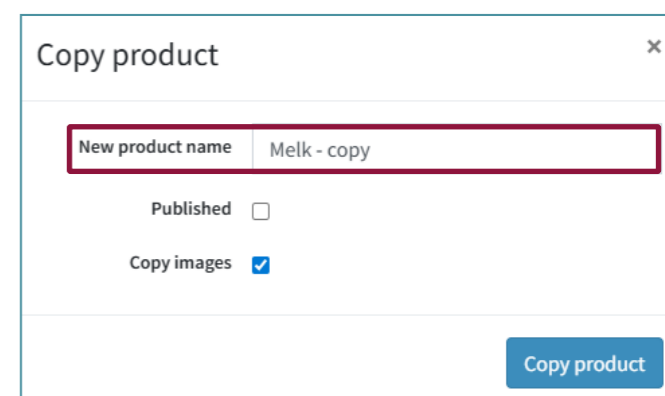 Copy product ×
New product name Melk - copy
Published
Copy images
Copy product